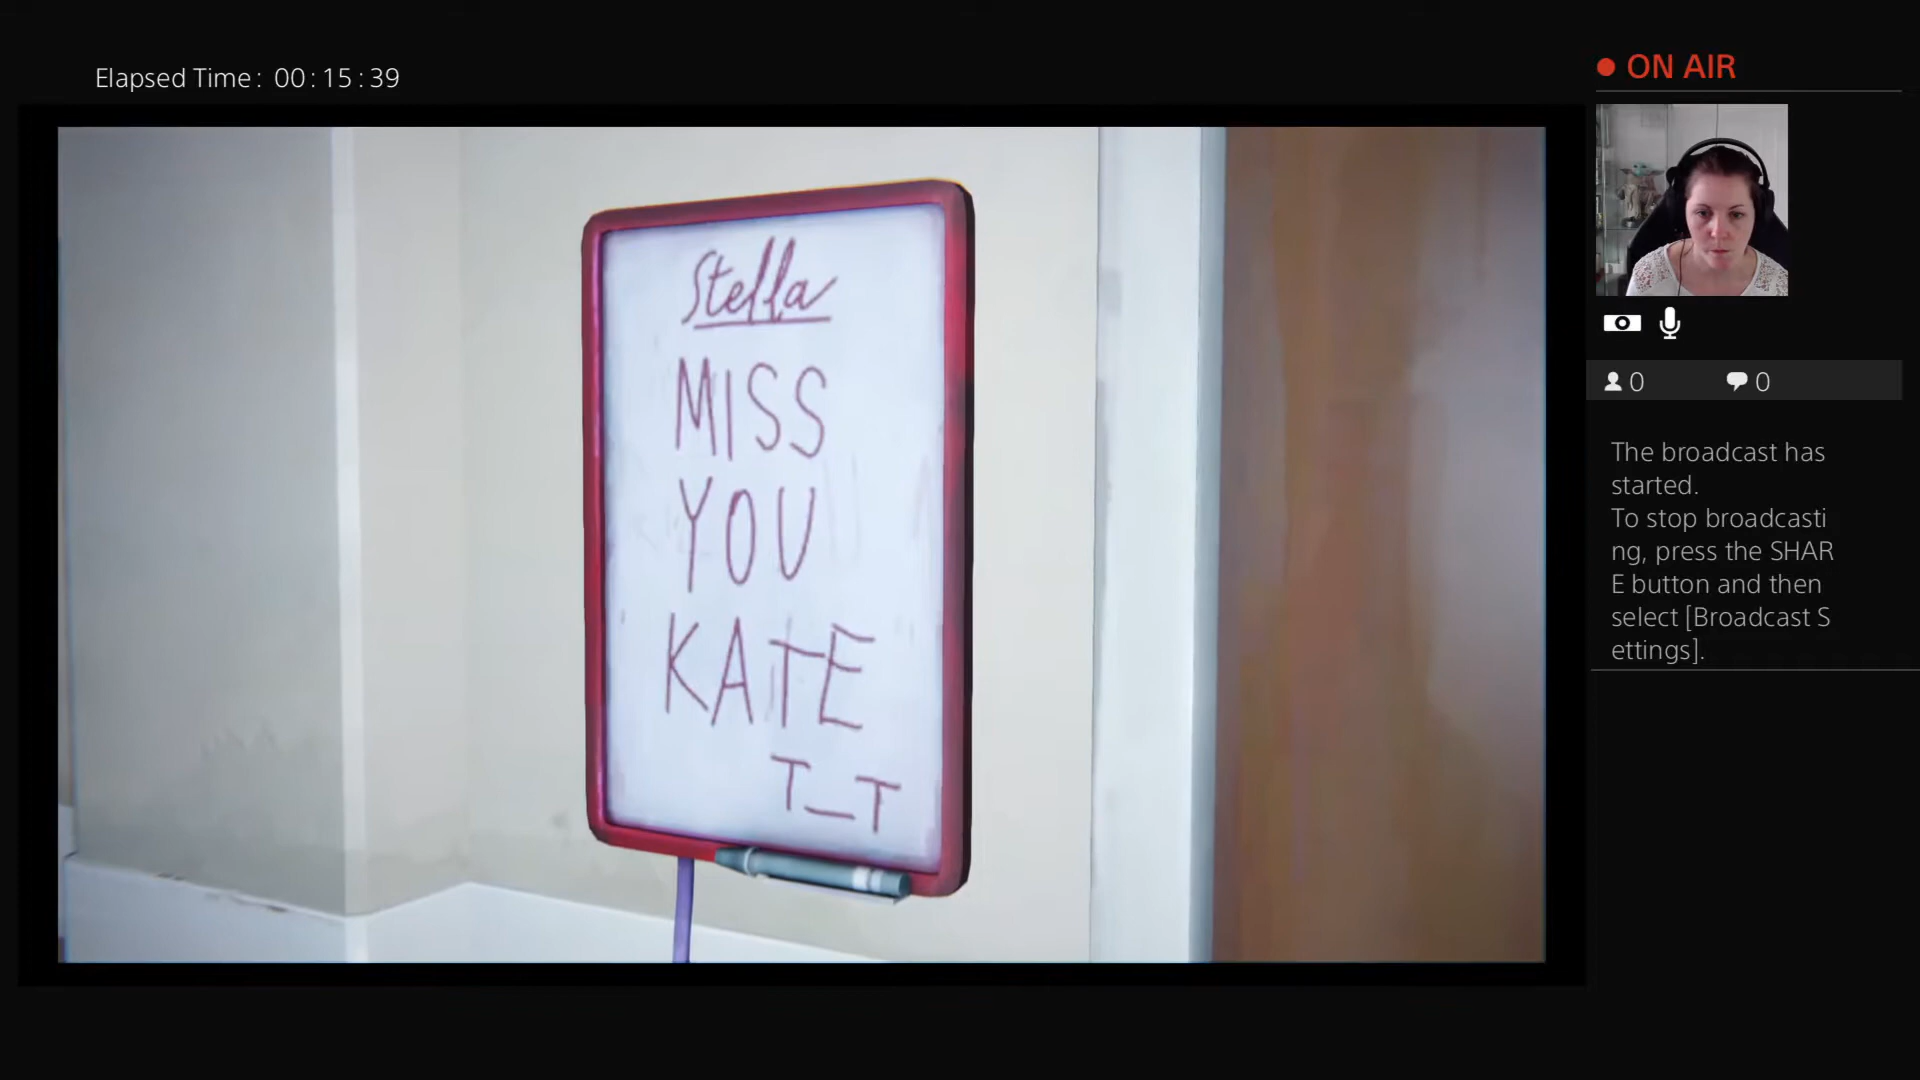 Elapsed Time: 00:15:39
ON AIR
Stella
MISS
YOU
KATE
T_T
0 0
The broadcast has
started.
To stop broadcasti
ng, press the SHAR
E button and then
select [Broadcast S
ettings].